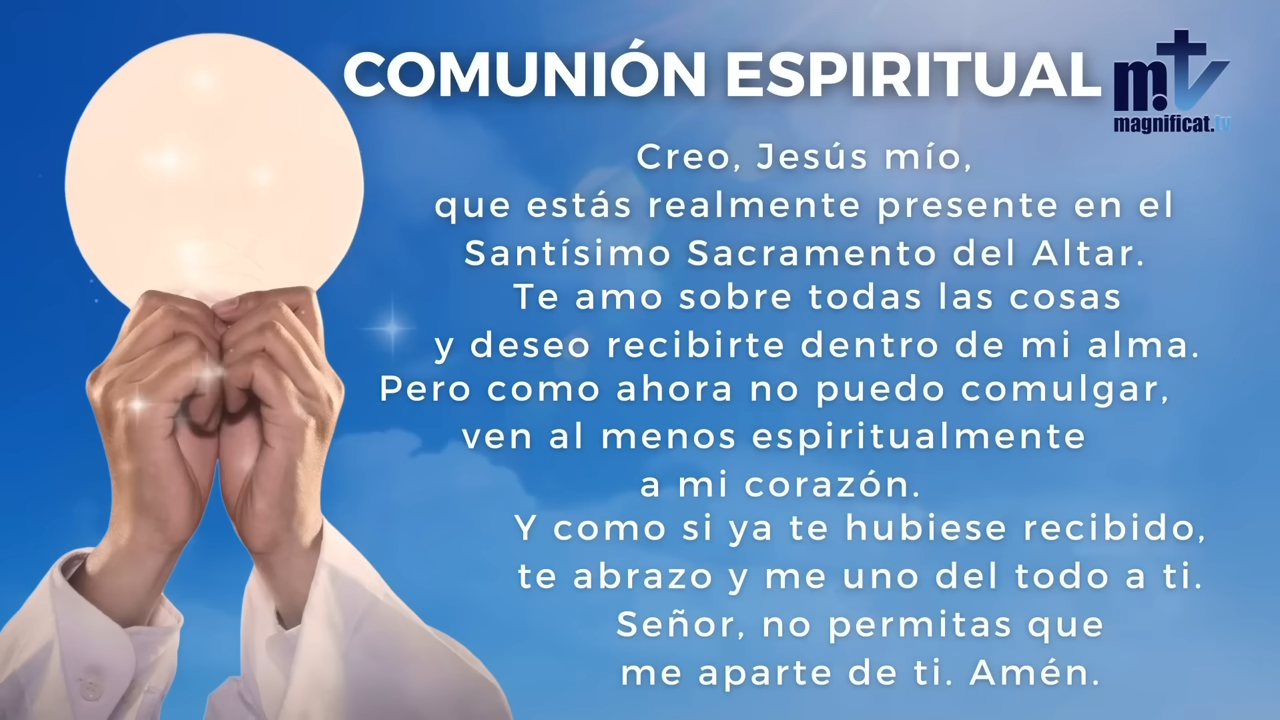 COMUNIÓN ESPIRITUAL
m.tv
magnificat.tv
Creo, Jesús mío,
que estás realmente presente en el
Santísimo Sacramento del Altar.
Te amo sobre todas las cosas
y deseo recibirte dentro de mi alma.
Pero como ahora no puedo comulgar,
ven al menos espiritualmente
a mi corazón.
Y como si ya te hubiese recibido,
te abrazo y me uno del todo a ti.
Señor, no permitas que
me aparte de ti. Amén.